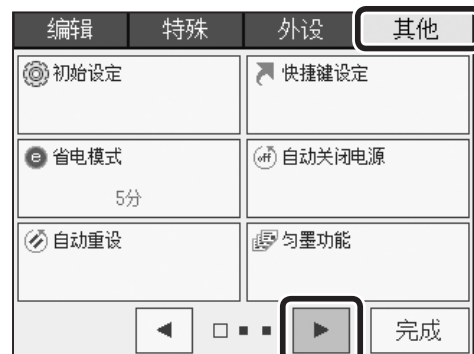 编辑 特殊 外设 其他
初始设定 快捷键设定
省电模式 自动关闭电源
5分
自动重设 匀墨功能
完成